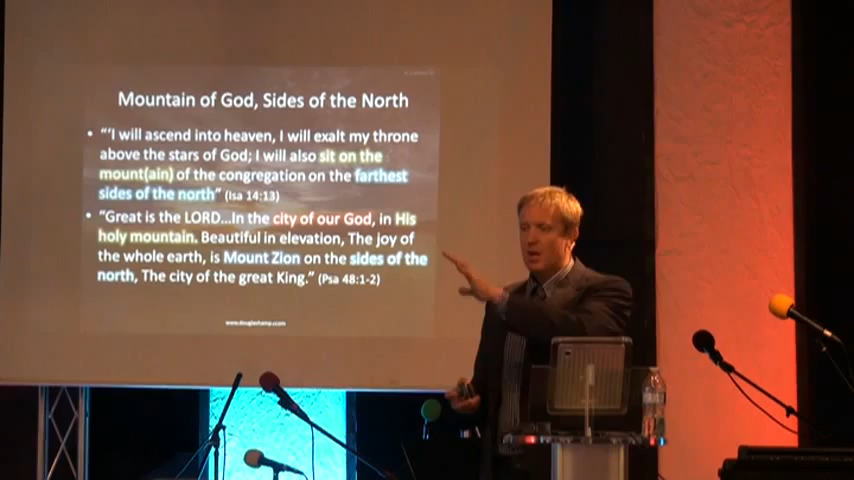 Mountain of God, Sides of the North
• “‘I will ascend into heaven, I will exalt my throne
above the stars of God; I will also sit on the
mount(ain) of the congregation on the farthest
sides of the north” (Isa 14:13)
• “Great is the LORD...In the city of our God, in His
holy mountain. Beautiful in elevation, The joy of
the whole earth, is Mount Zion on the sides of the
north, The city of the great King.” (Psa 48:1-2)
www.douglashamp.com